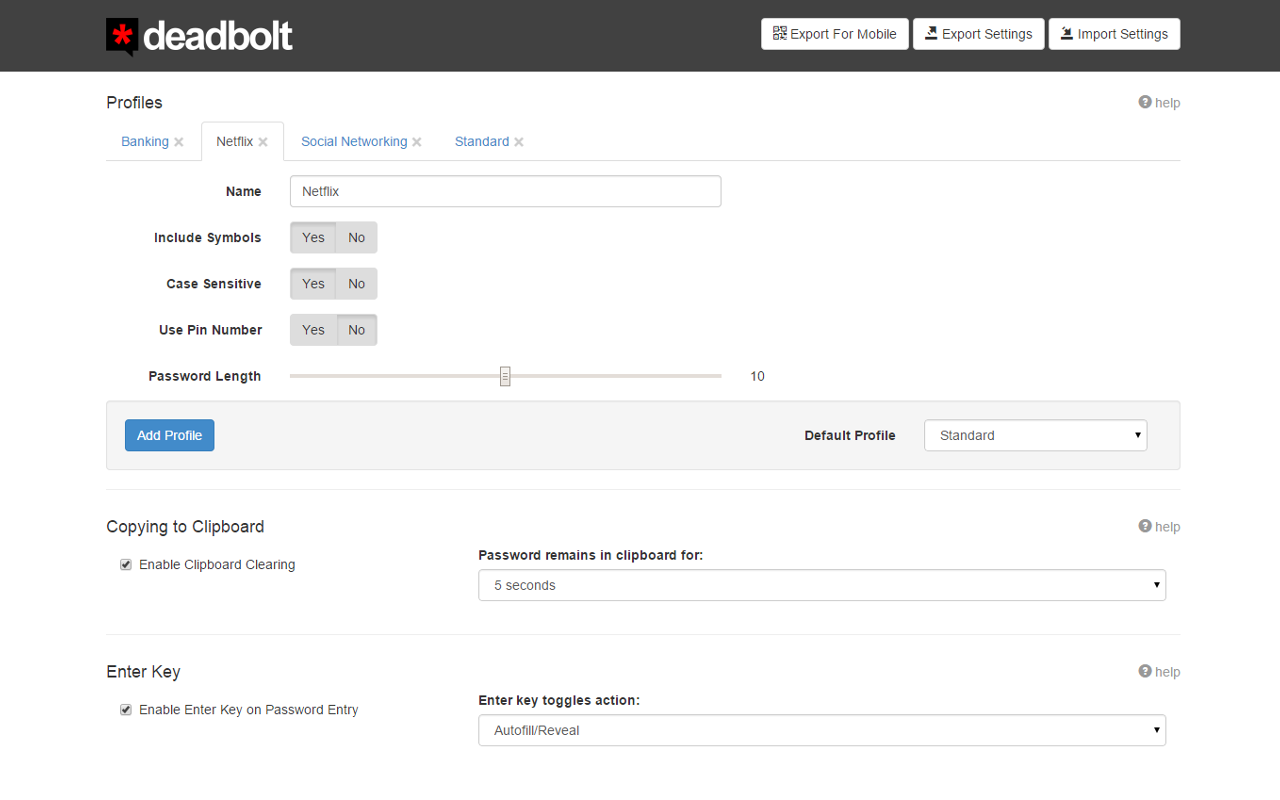 deadbolt
Export For Mobile Export Settings Import Settings
Profiles help
Banking Netflix Social Networking Standard
Name Netflix
Include Symbols Yes No
Case Sensitive Yes No
Use Pin Number Yes No
Password Length 10
Add Profile Default Profile Standard
Copying to Clipboard help
Enable Clipboard Clearing Password remains in clipboard for:
5 seconds
Enter Key help
Enable Enter Key on Password Entry Enter key toggles action:
Autofill/Reveal